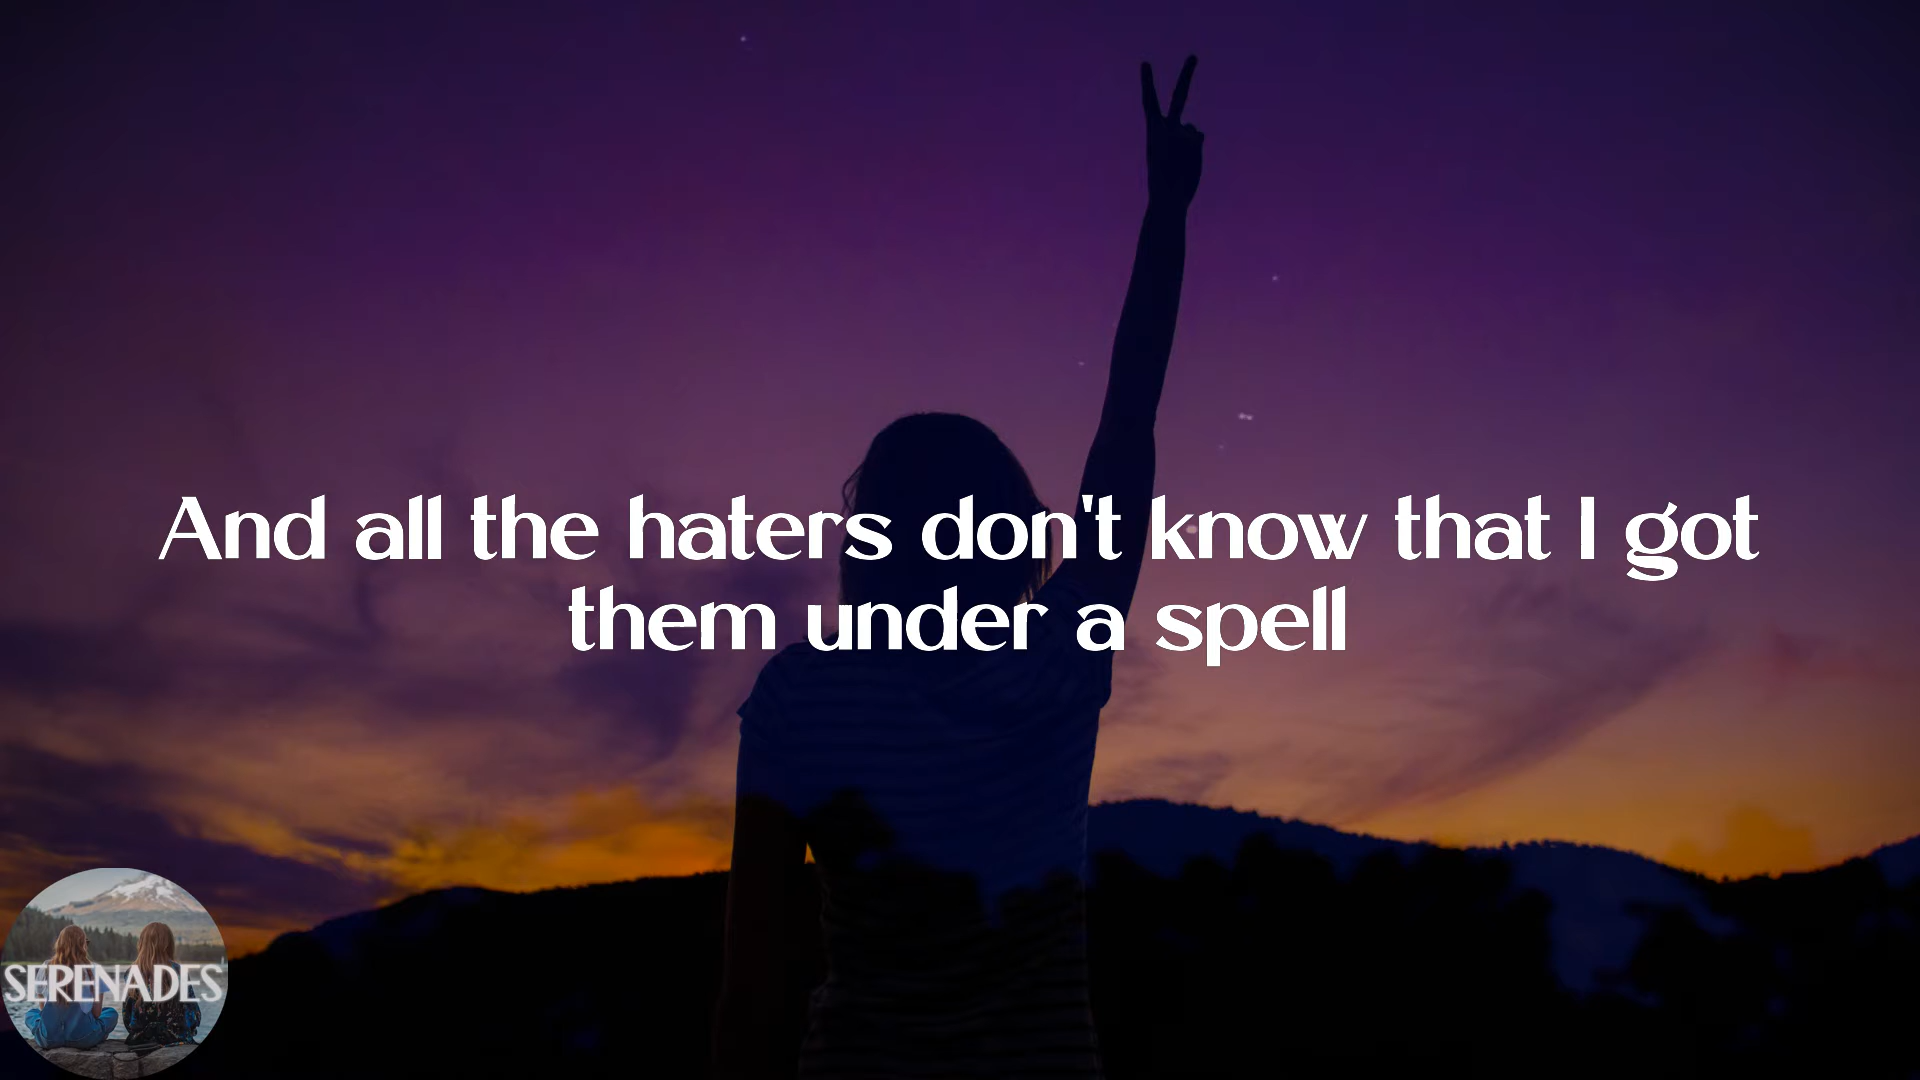 And all the haters don't know that I got
them under a spell
SERENADES